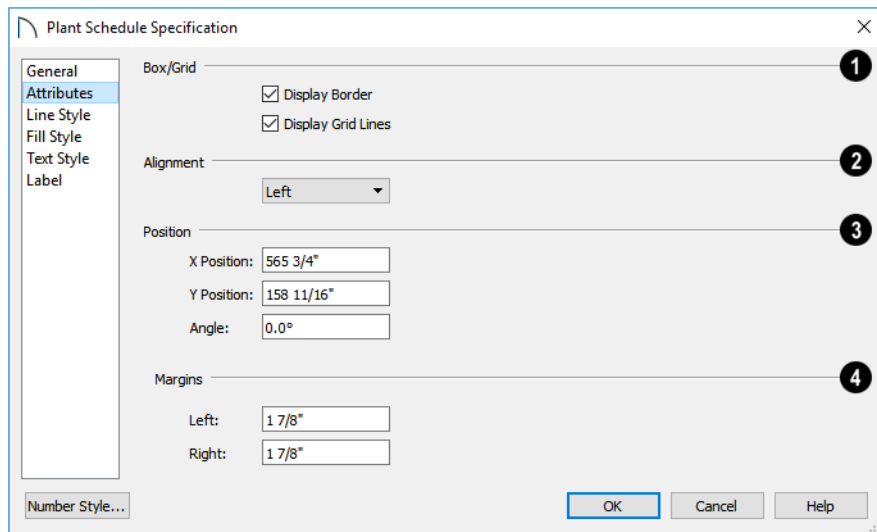 Plant Schedule Specification
General
Attributes
Line Style
Fill Style
Text Style
Label
Box/Grid
1
Display Border
Display Grid Lines
Alignment
2
Left
Position
3
X Position: 565 3/4"
Y Position: 158 11/16"
Angle: 0.0°
Margins
4
Left: 1 7/8"
Right: 1 7/8"
Number Style...
OK
Cancel
Help